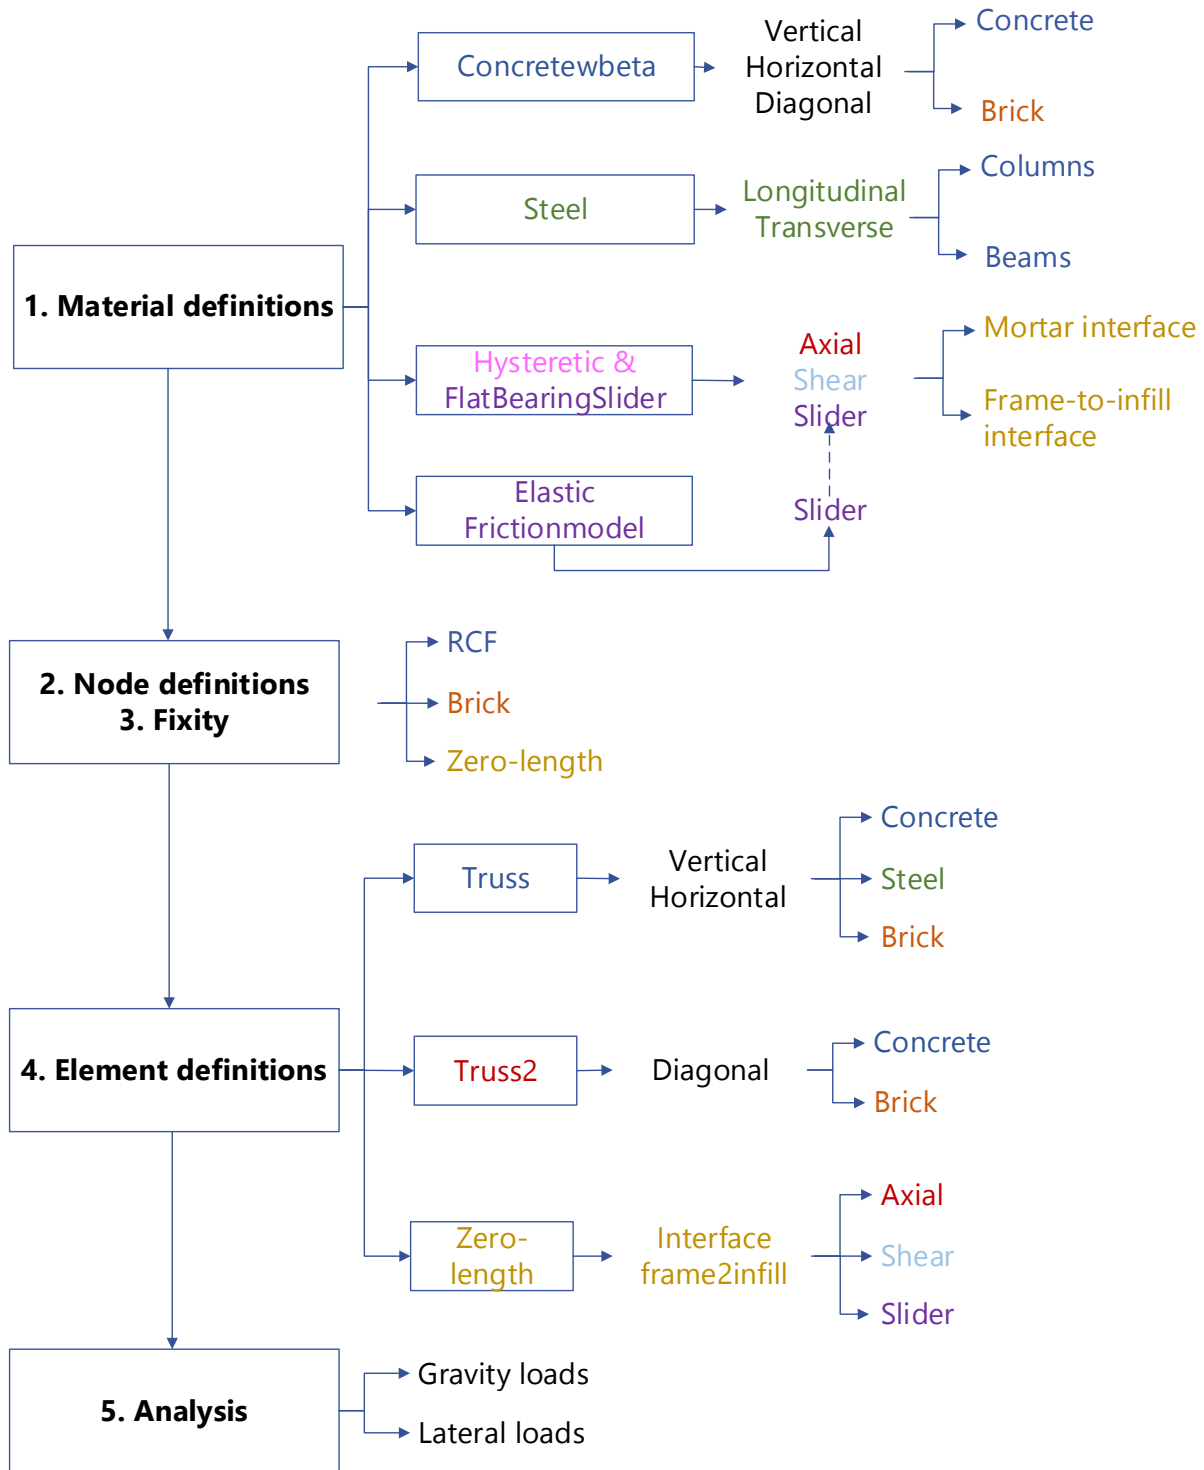 1. Material definitions
Concretewbeta
Vertical
Horizontal
Diagonal
Concrete
Brick
Steel
Longitudinal
Transverse
Columns
Beams
Hysteretic &
FlatBearingSlider
Axial
Shear
Slider
Mortar interface
Frame-to-infill
interface
Elastic
Frictionmodel
Slider
2. Node definitions
3. Fixity
RCF
Brick
Zero-length
4. Element definitions
Truss
Vertical
Horizontal
Concrete
Steel
Brick
Truss2
Diagonal
Concrete
Brick
Zero-
length
Interface
frame2infill
Axial
Shear
Slider
5. Analysis
Gravity loads
Lateral loads